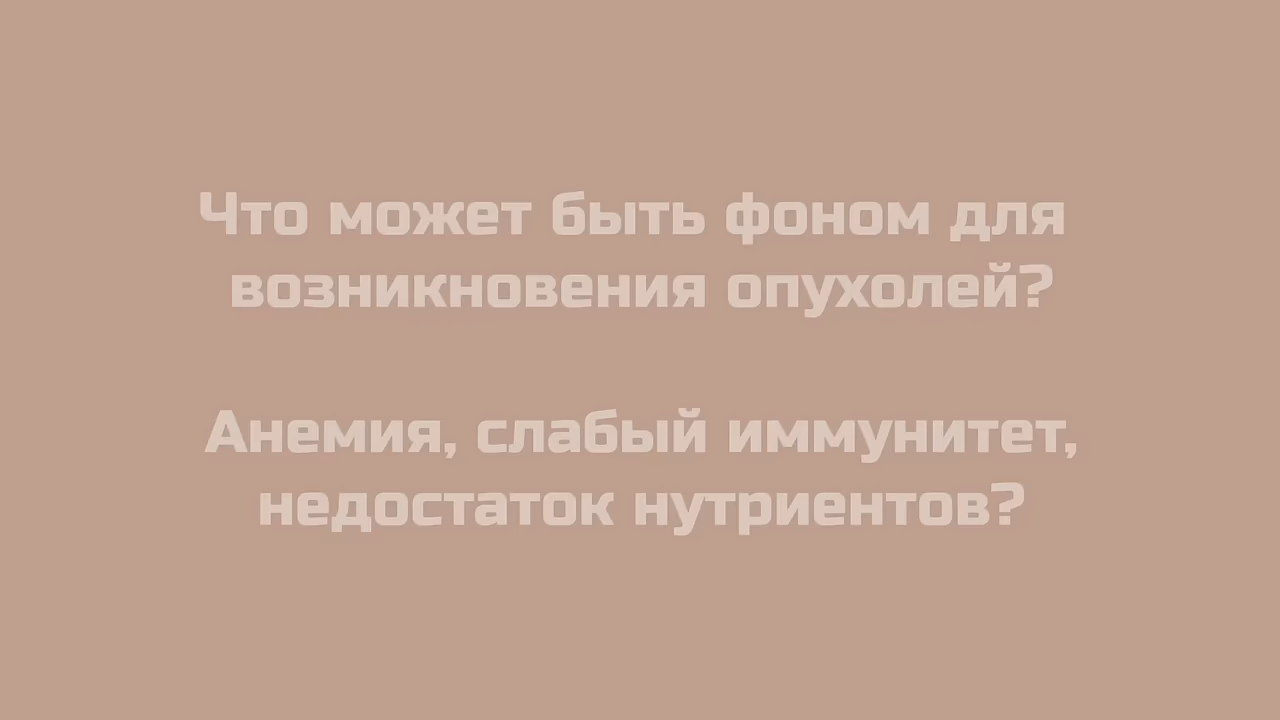 Что может быть фоном для
возникновения опухолей?
Анемия, слабый иммунитет,
недостаток нутриентов?